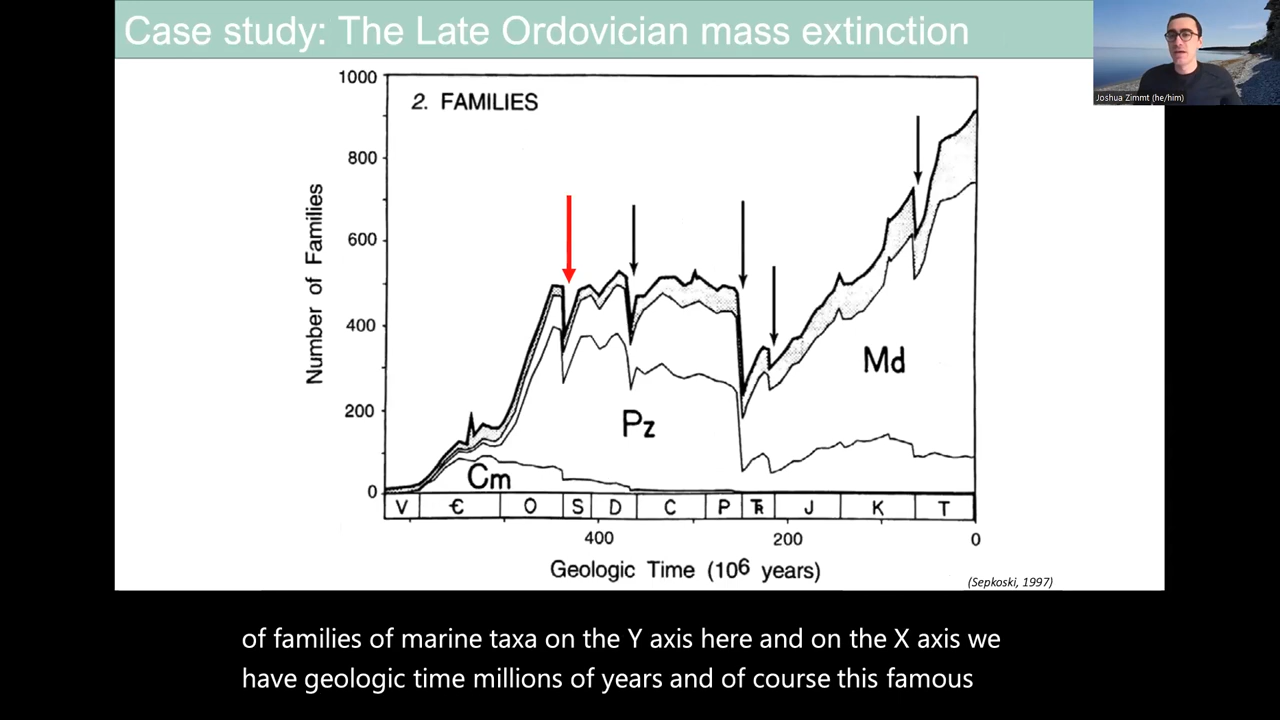 Case study: The Late Ordovician mass extinction
Joshua Zimmt (he/him)
1000
2. FAMILIES
800
600
400
200
0
Number of Families
Md
Pz
Cm
V Є O S D C P TR J K T
400 200 0
Geologic Time (10⁶ years)
(Sepkoski, 1997)
of families of marine taxa on the Y axis here and on the X axis we
have geologic time millions of years and of course this famous